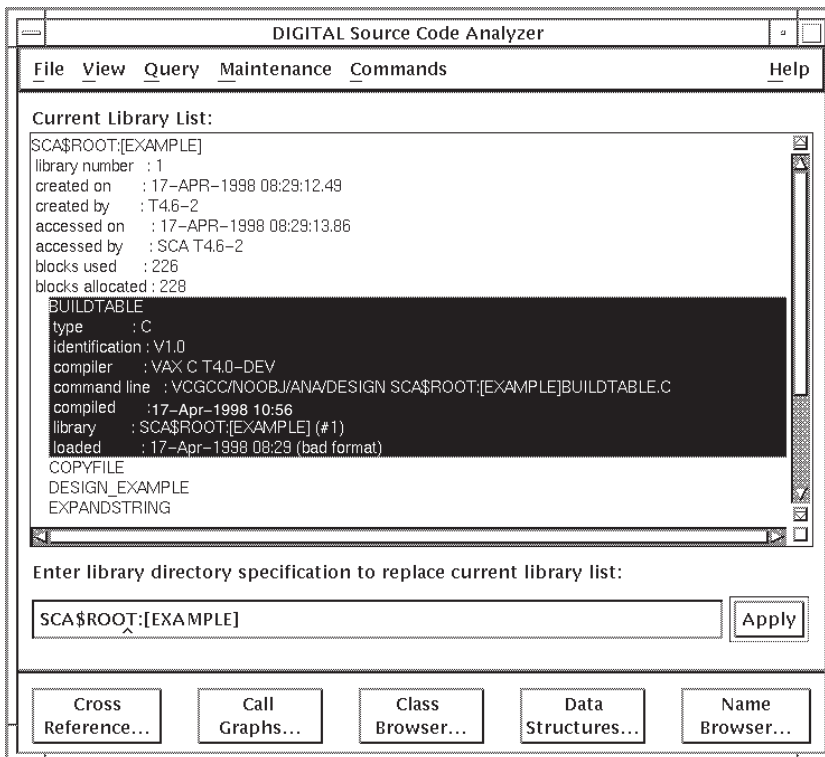 DIGITAL Source Code Analyzer
File View Query Maintenance Commands Help
Current Library List:
SCA$ROOT:[EXAMPLE]
library number : 1
created on : 17-APR-1998 08:29:12.49
created by : T4.6-2
accessed on : 17-APR-1998 08:29:13.86
accessed by : SCA T4.6-2
blocks used : 226
blocks allocated : 228
BUILDTABLE
type : C
identification : V1.0
compiler : VAX C T4.0-DEV
command line : VCGCC/NOOBJ/ANA/DESIGN SCA$ROOT:[EXAMPLE]BUILDTABLE.C
compiled :17-Apr-1998 10:56
library : SCA$ROOT:[EXAMPLE] (#1)
loaded : 17-Apr-1998 08:29 (bad format)
COPYFILE
DESIGN_EXAMPLE
EXPANDSTRING
Enter library directory specification to replace current library list:
SCA$ROOT:[EXAMPLE]
Apply
Cross Call Class Data Name
Reference... Graphs... Browser... Structures... Browser...